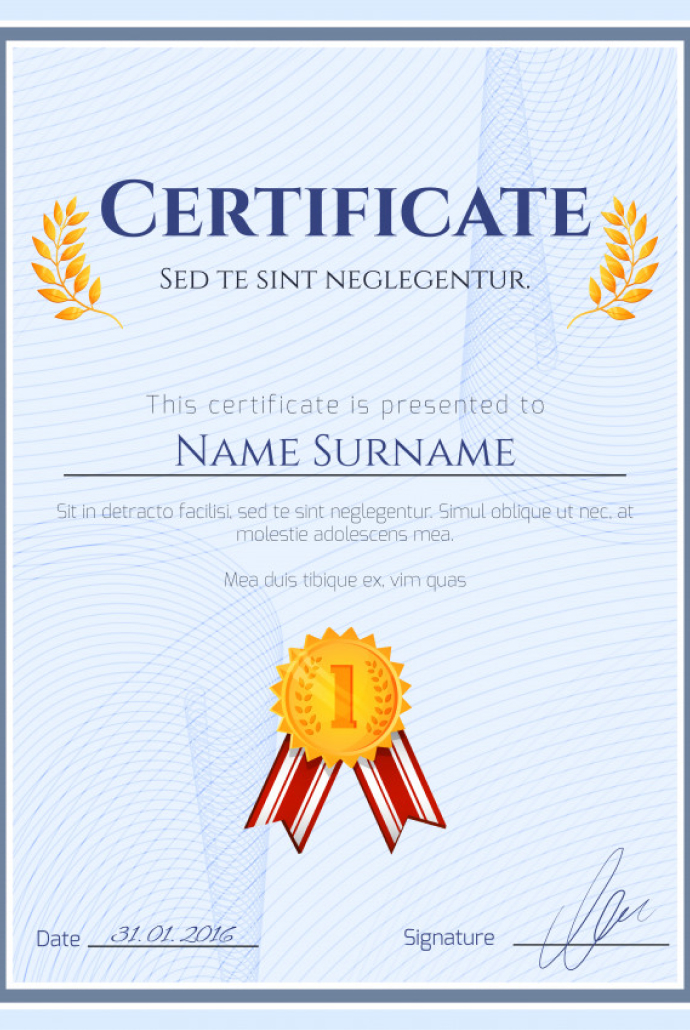 CERTIFICATE
SED TE SINT NEGLEGENTUR.
This certificate is presented to
NAME SURNAME
Sit in detracto facilisi, sed te sint neglegentur. Simul oblique ut nec, at
molestie adolescens mea.
Mea duis tibique ex, vim quas
1
Date 31. 01. 2016 Signature